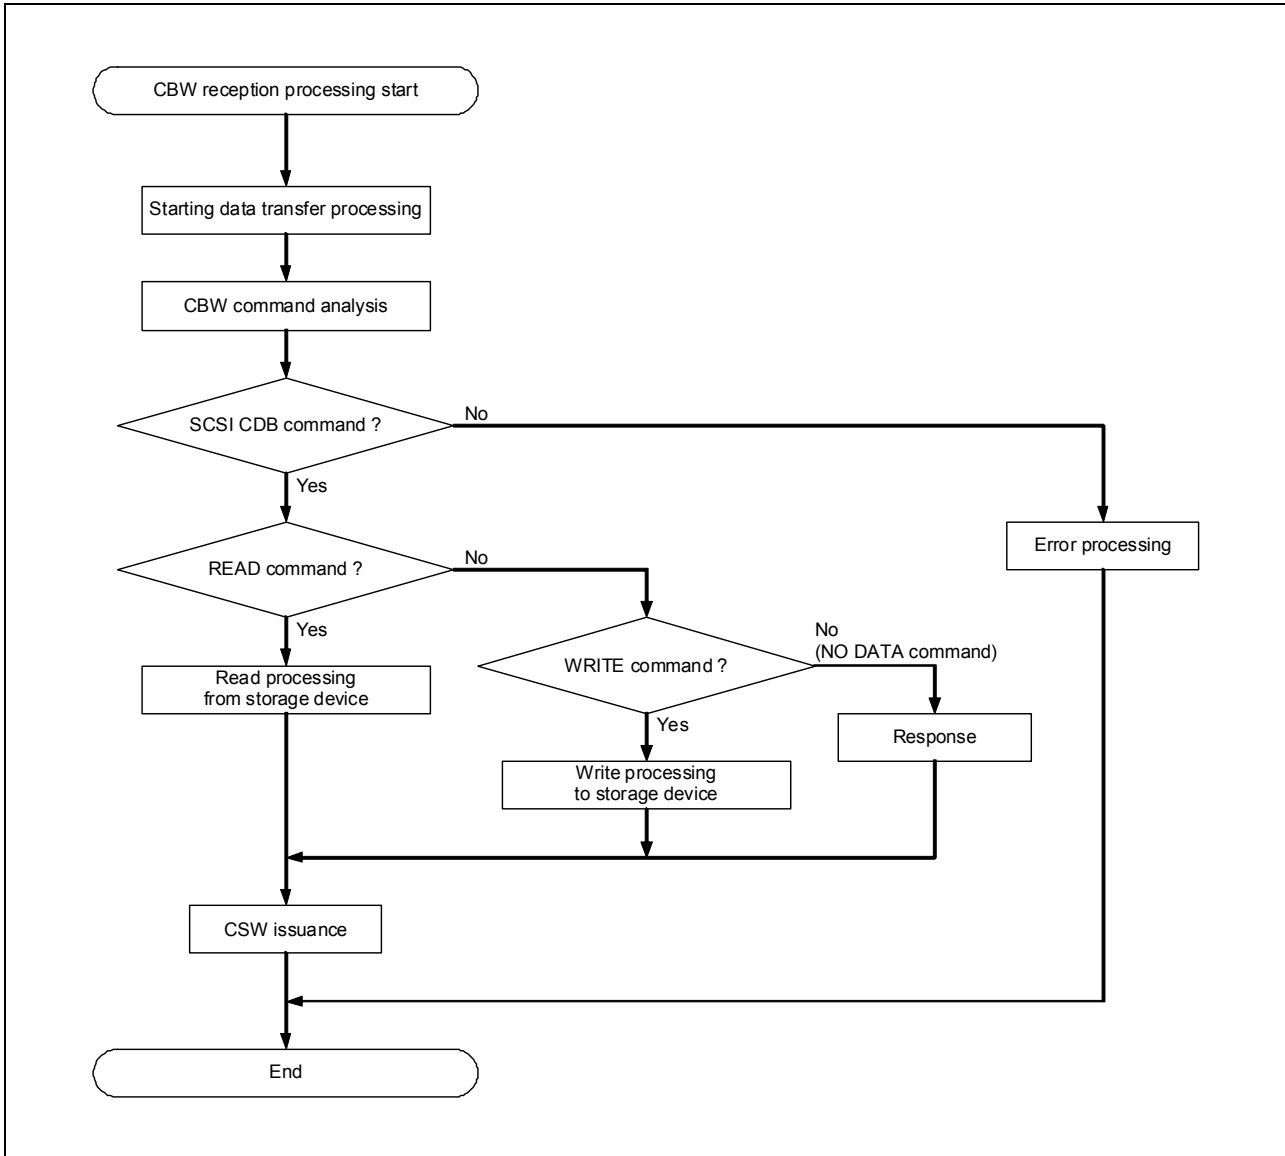 CBW reception processing start
Starting data transfer processing
CBW command analysis
SCSI CDB command ?
No
Yes
READ command ?
No
Error processing
Yes
Read processing
from storage device
WRITE command ?
No
(NO DATA command)
Yes
Response
Write processing
to storage device
CSW issuance
End